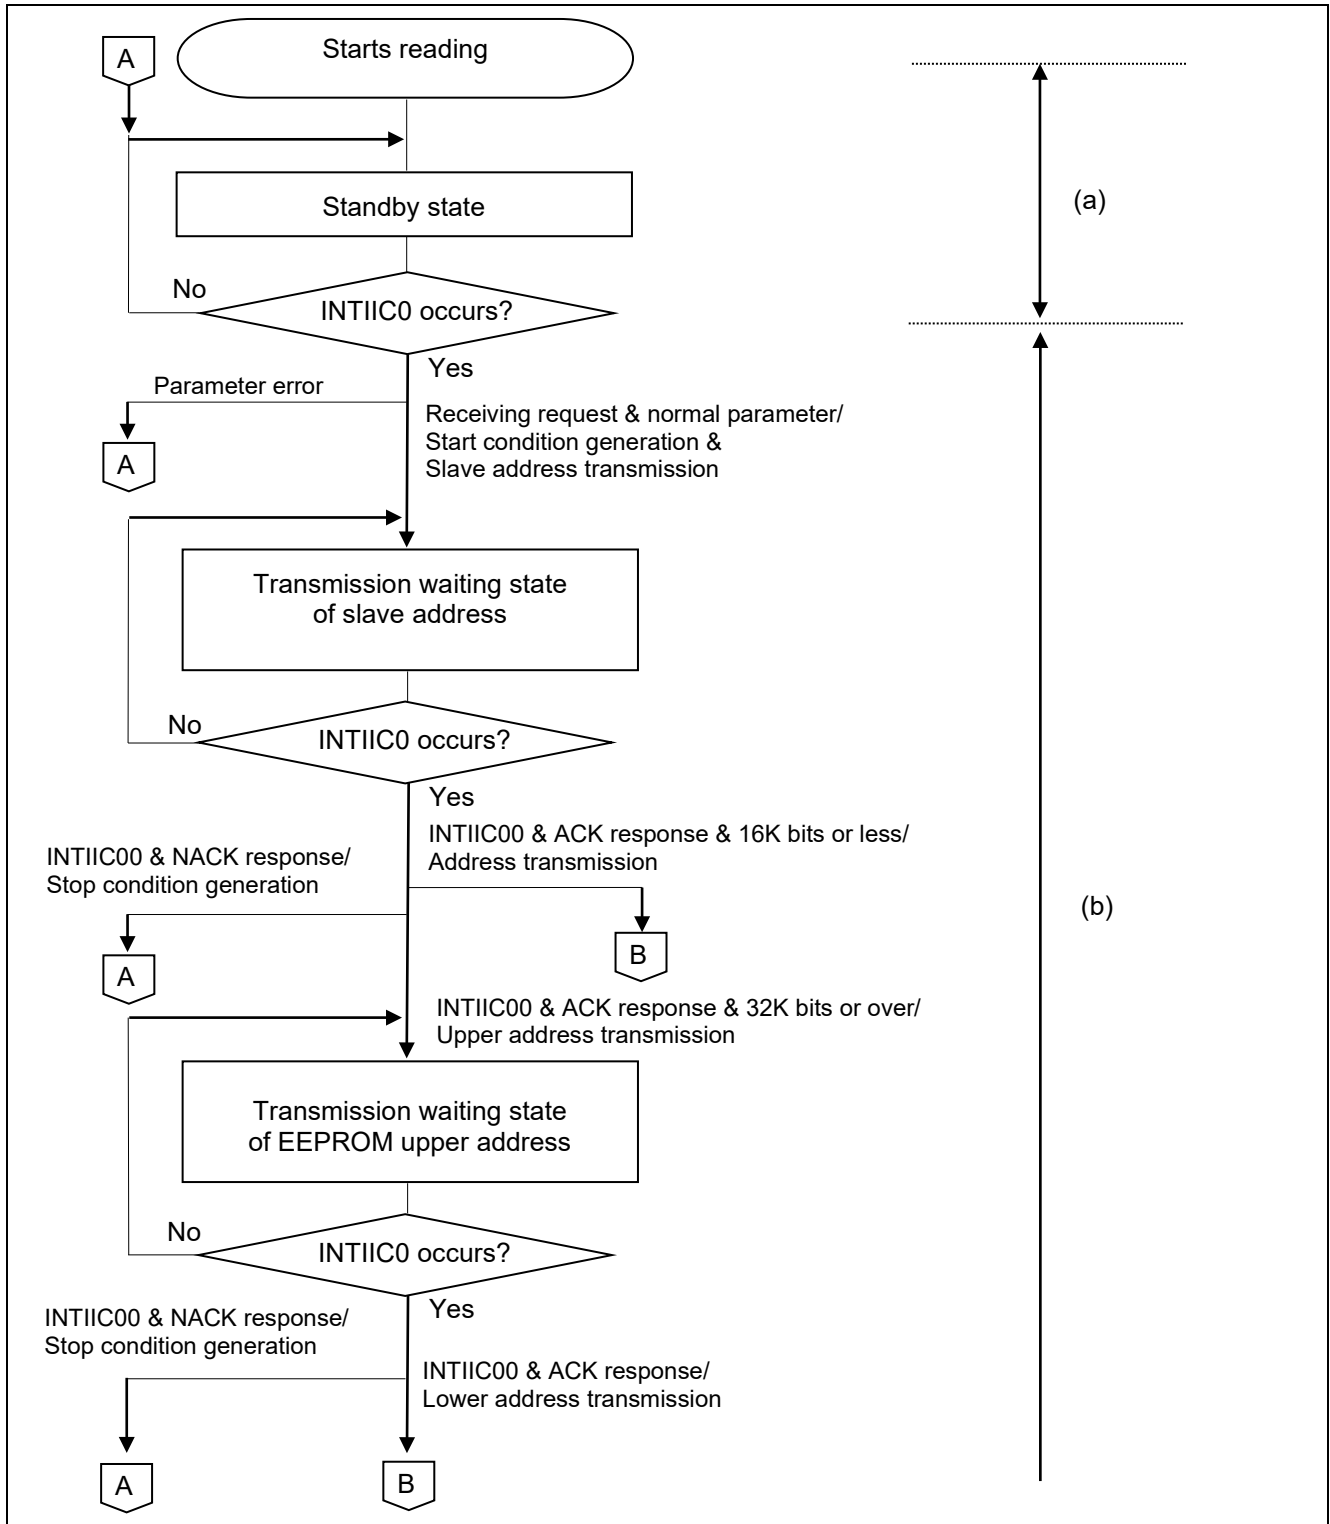 Starts reading
A
Standby state
(a)
No
INTIIC0 occurs?
Yes
Parameter error
Receiving request & normal parameter/
Start condition generation &
Slave address transmission
A
Transmission waiting state
of slave address
No
INTIIC0 occurs?
Yes
INTIIC00 & ACK response & 16K bits or less/
Address transmission
INTIIC00 & NACK response/
Stop condition generation
(b)
B
A
INTIIC00 & ACK response & 32K bits or over/
Upper address transmission
Transmission waiting state
of EEPROM upper address
No
INTIIC0 occurs?
Yes
INTIIC00 & NACK response/
Stop condition generation
INTIIC00 & ACK response/
Lower address transmission
A
B